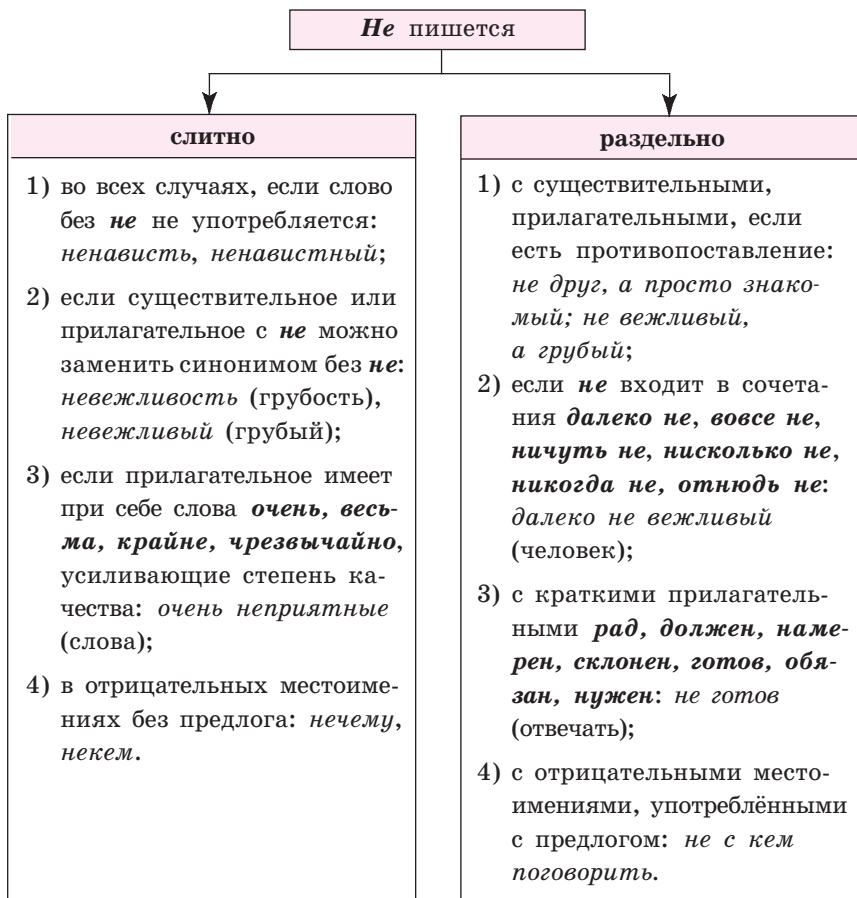 Не пишется
слитно
1) во всех случаях, если слово
без не не употребляется:
ненависть, ненавистный;
2) если существительное или
прилагательное с не можно
заменить синонимом без не:
невежливость (грубость),
невежливый (грубый);
3) если прилагательное имеет
при себе слова очень, весь-
ма, крайне, чрезвычайно,
усиливающие степень ка-
чества: очень неприятные
(слова);
4) в отрицательных местоиме-
ниях без предлога: нечему,
некем.
раздельно
1) с существительными,
прилагательными, если
есть противопоставление:
не друг, а просто знако-
мый; не вежливый,
а грубый;
2) если не входит в сочета-
ния далеко не, вовсе не,
ничуть не, нисколько не,
никогда не, отнюдь не:
далеко не вежливый
(человек);
3) с краткими прилагатель-
ными рад, должен, наме-
рен, склонен, готов, обя-
зан, нужен: не готов
(отвечать);
4) с отрицательными место-
имениями, употреблёнными
с предлогом: не с кем
поговорить.